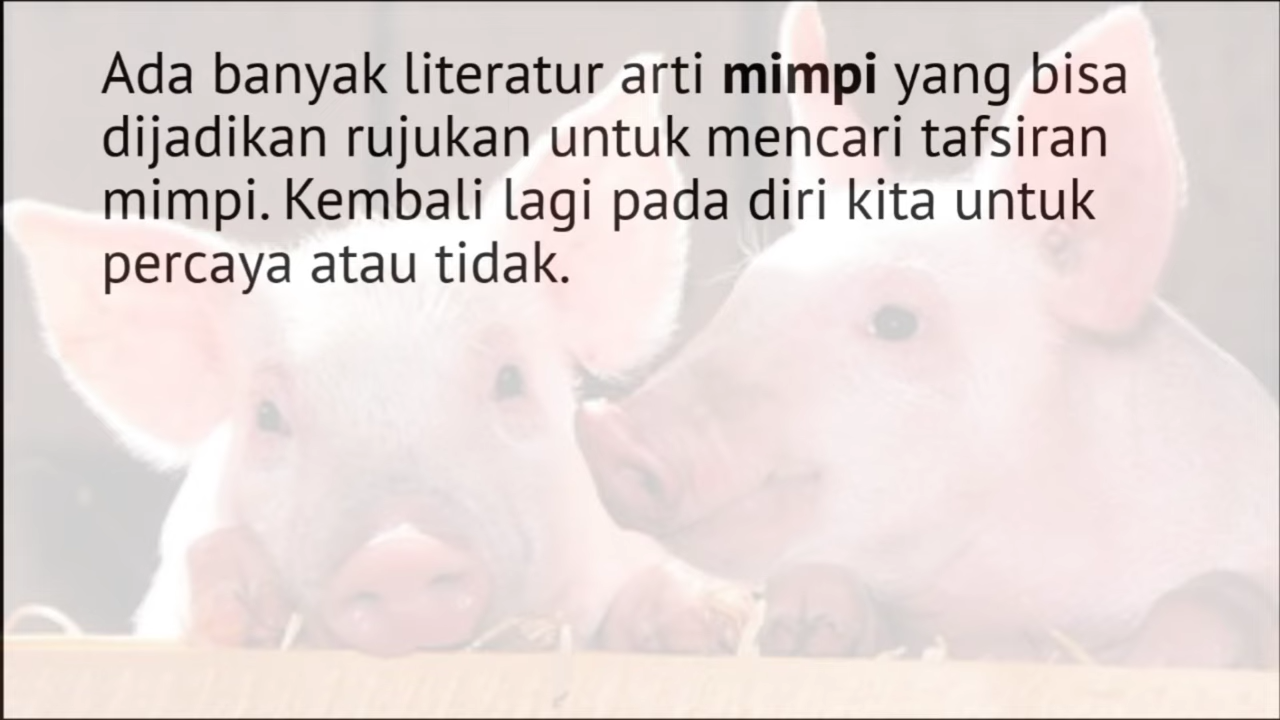 Ada banyak literatur arti mimpi yang bisa
dijadikan rujukan untuk mencari tafsiran
mimpi. Kembali lagi pada diri kita untuk
percaya atau tidak.